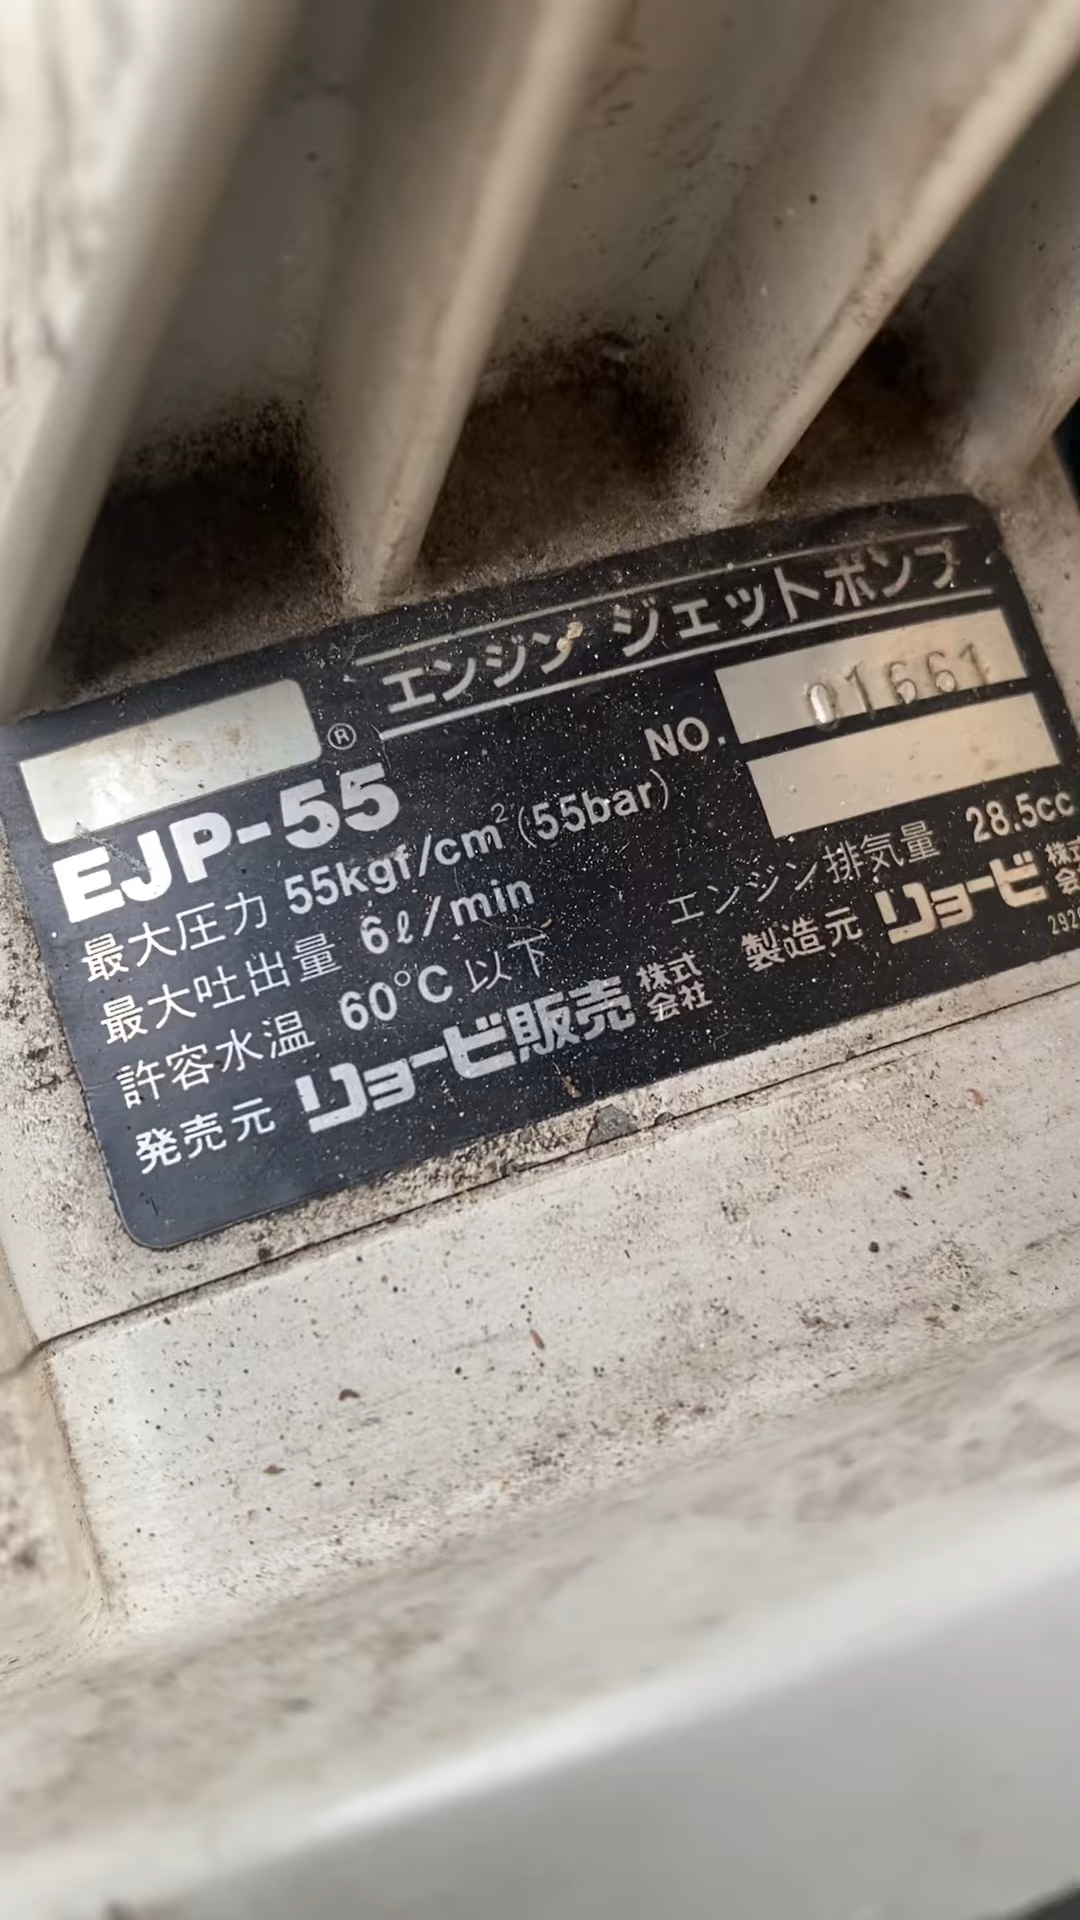 エンジン ジェットポンプ
®
NO. 01661
EJP-55
最大圧力 55kgf/cm²(55bar)
最大吐出量 6ℓ/min
エンジン排気量 28.5cc
許容水温 60°C以下
製造元 リョービ 株式
発売元 リョービ販売 株式会社